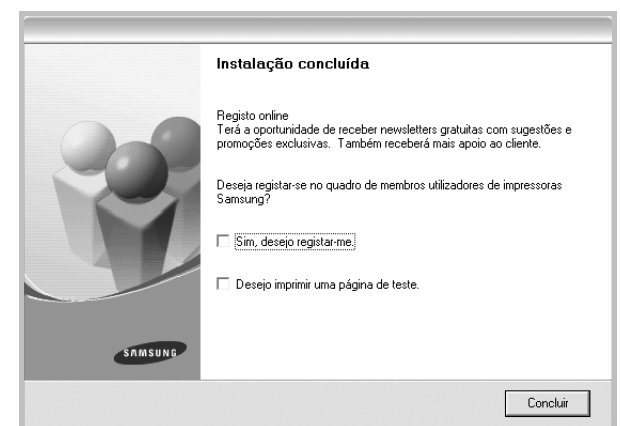 Instalação concluída
Registo online
Terá a oportunidade de receber newsletters gratuitas com sugestões e
promoções exclusivas. Também receberá mais apoio ao cliente.
Deseja registar-se no quadro de membros utilizadores de impressoras
Samsung?
Sim, desejo registar-me.
Desejo imprimir uma página de teste.
SAMSUNG
Concluir